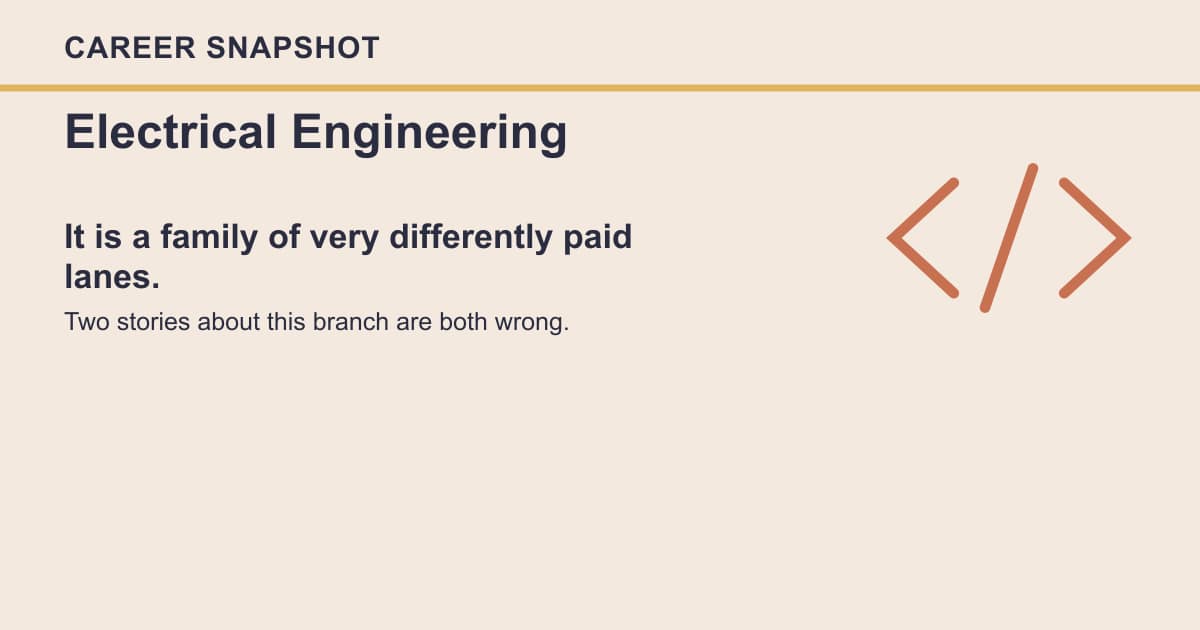 CAREER SNAPSHOT
Electrical Engineering
It is a family of very differently paid
lanes.
Two stories about this branch are both wrong.